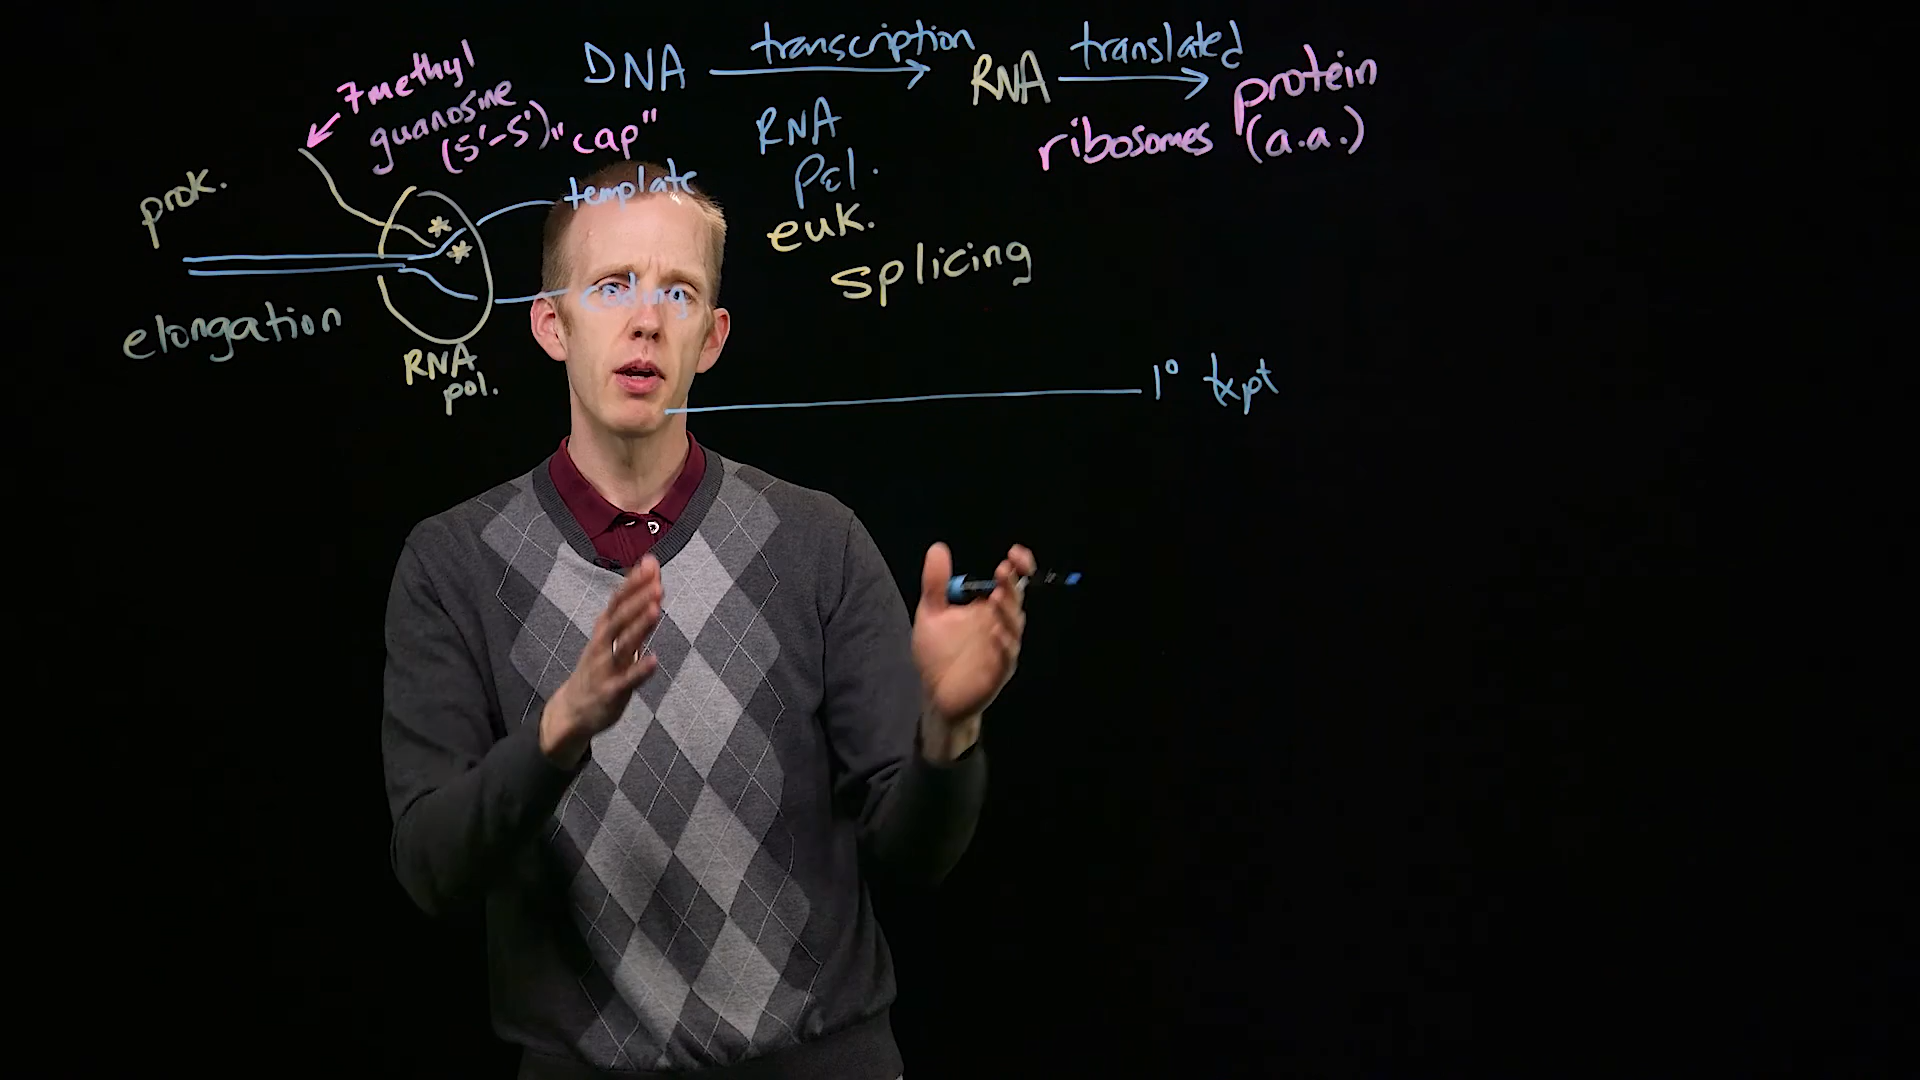 DNA transcription RNA translated protein
RNA pol. ribosomes (a.a.)
7methyl
guanosine
(5'-5') "cap"
prok.
template
euk.
splicing
coding
elongation
RNA
pol.
1° txpt